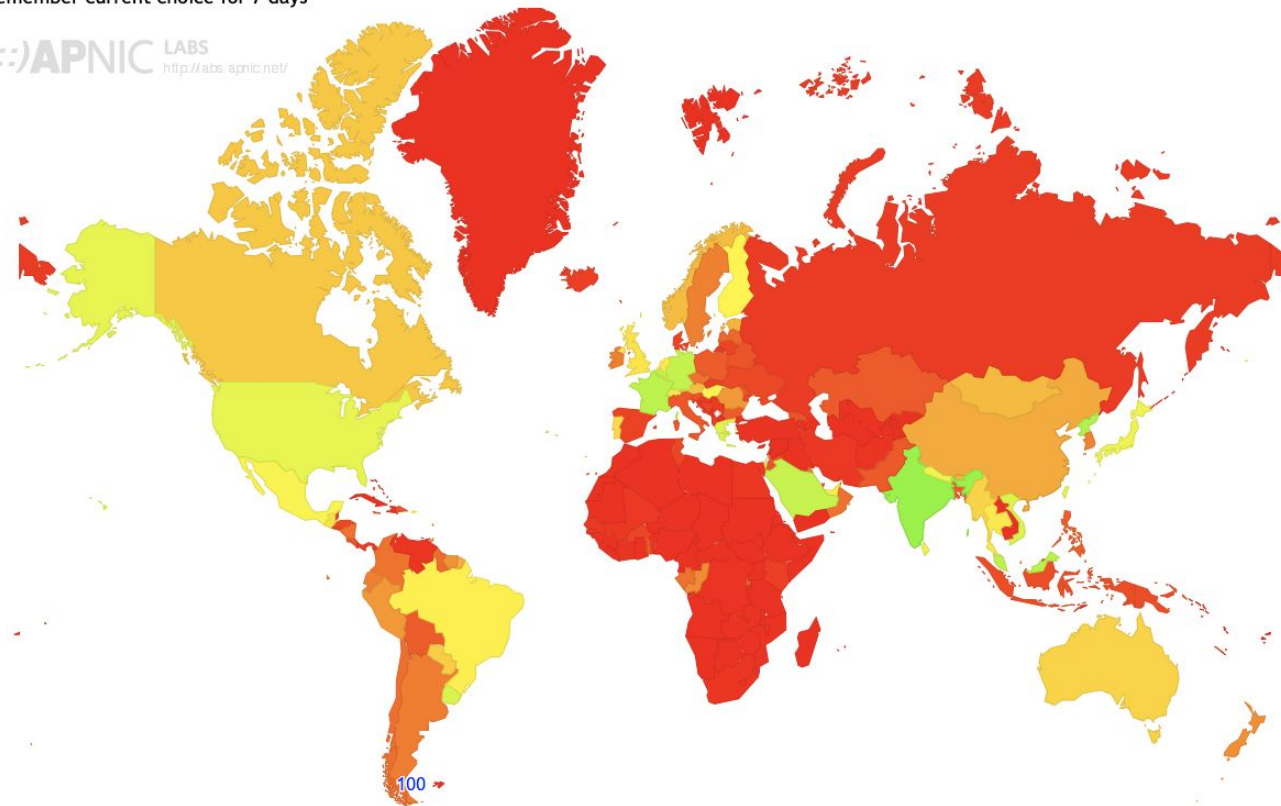 emember current choice for 7 days
::)APNIC LABS
http://labs.apnic.net/
100